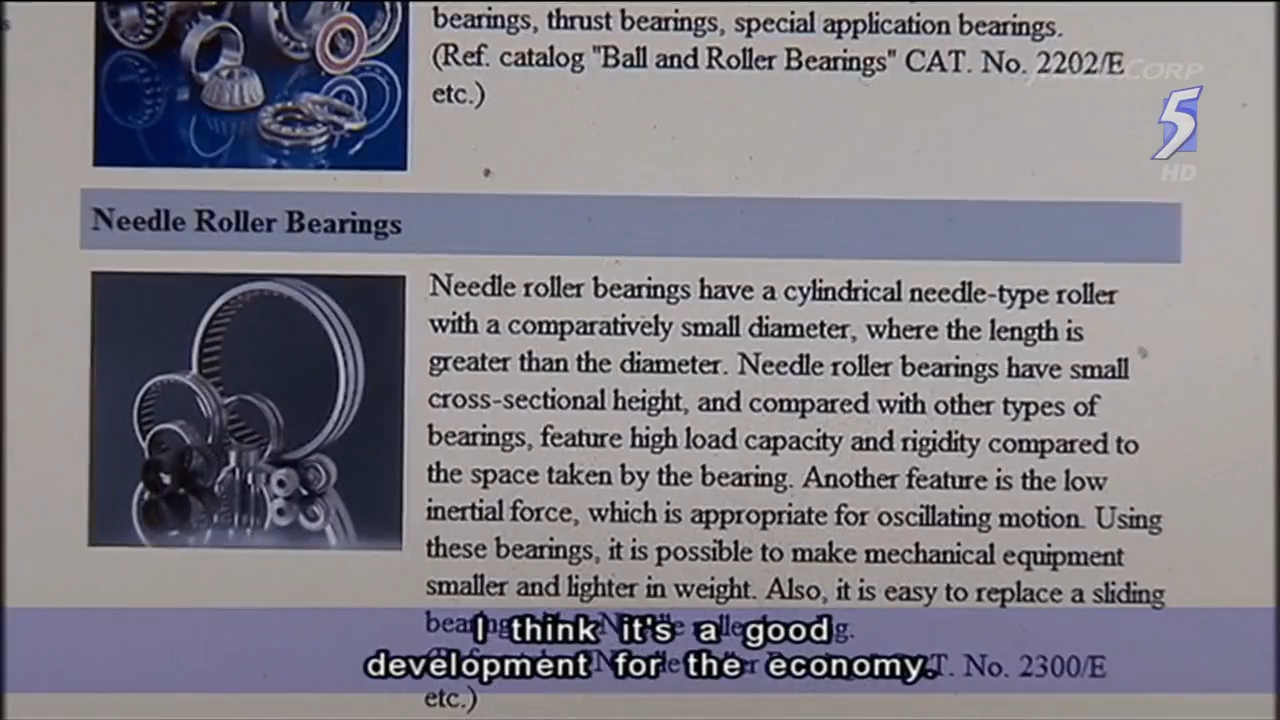 bearings, thrust bearings, special application bearings.
(Ref. catalog "Ball and Roller Bearings" CAT. No. 2202/E
etc.)
CORP
5
HD
Needle Roller Bearings
Needle roller bearings have a cylindrical needle-type roller
with a comparatively small diameter, where the length is
greater than the diameter. Needle roller bearings have small
cross-sectional height, and compared with other types of
bearings, feature high load capacity and rigidity compared to
the space taken by the bearing. Another feature is the low
inertial force, which is appropriate for oscillating motion. Using
these bearings, it is possible to make mechanical equipment
smaller and lighter in weight. Also, it is easy to replace a sliding
I think it's a good
development for the economy.
No. 2300/E
etc.)